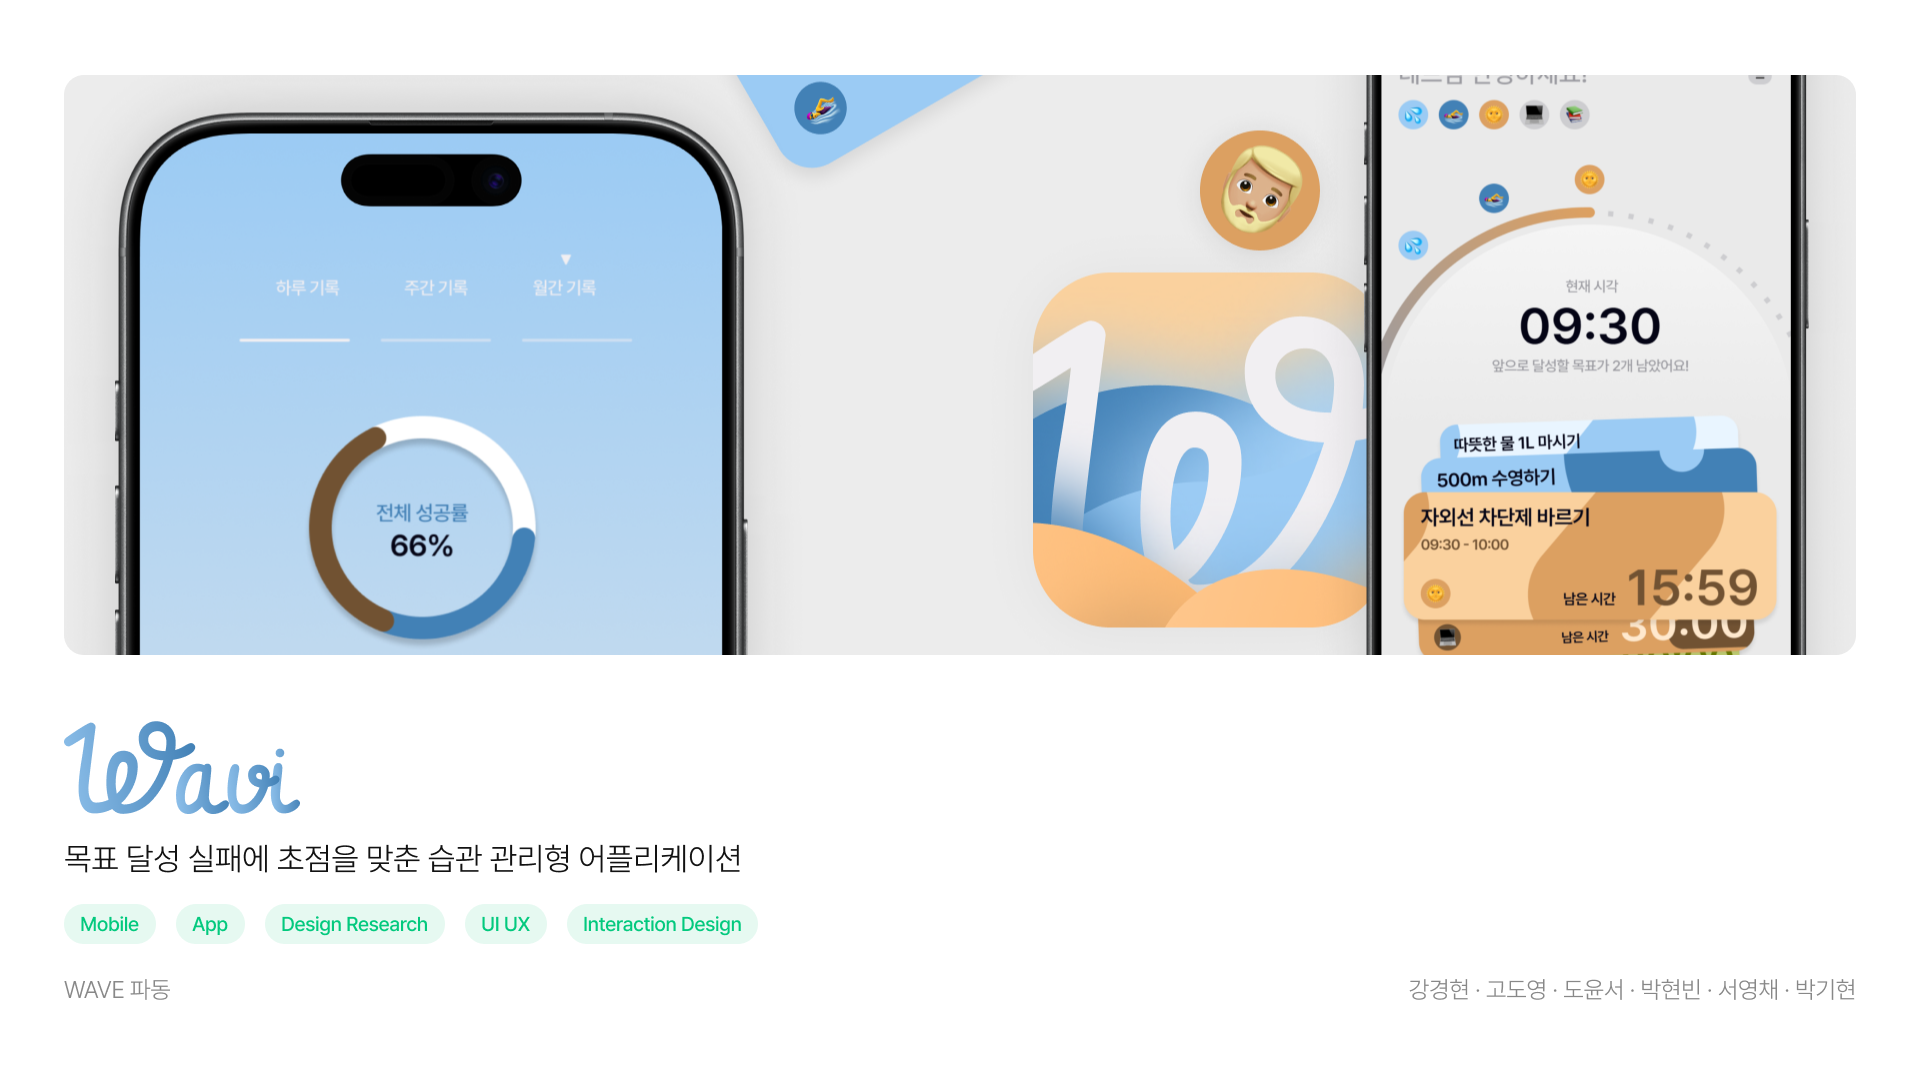 하루 기록
주간 기록
월간 기록
전체 성공률
66%
현재 시각
09:30
앞으로 달성할 목표가 2개 남았어요!
따뜻한 물 1L 마시기
500m 수영하기
자외선 차단제 바르기
09:30 - 10:00
남은 시간 15:59
남은 시간 30:00
Wavi
목표 달성 실패에 초점을 맞춘 습관 관리형 어플리케이션
Mobile
App
Design Research
UI UX
Interaction Design
WAVE 파동
강경현 · 고도영 · 도윤서 · 박현빈 · 서영채 · 박기현